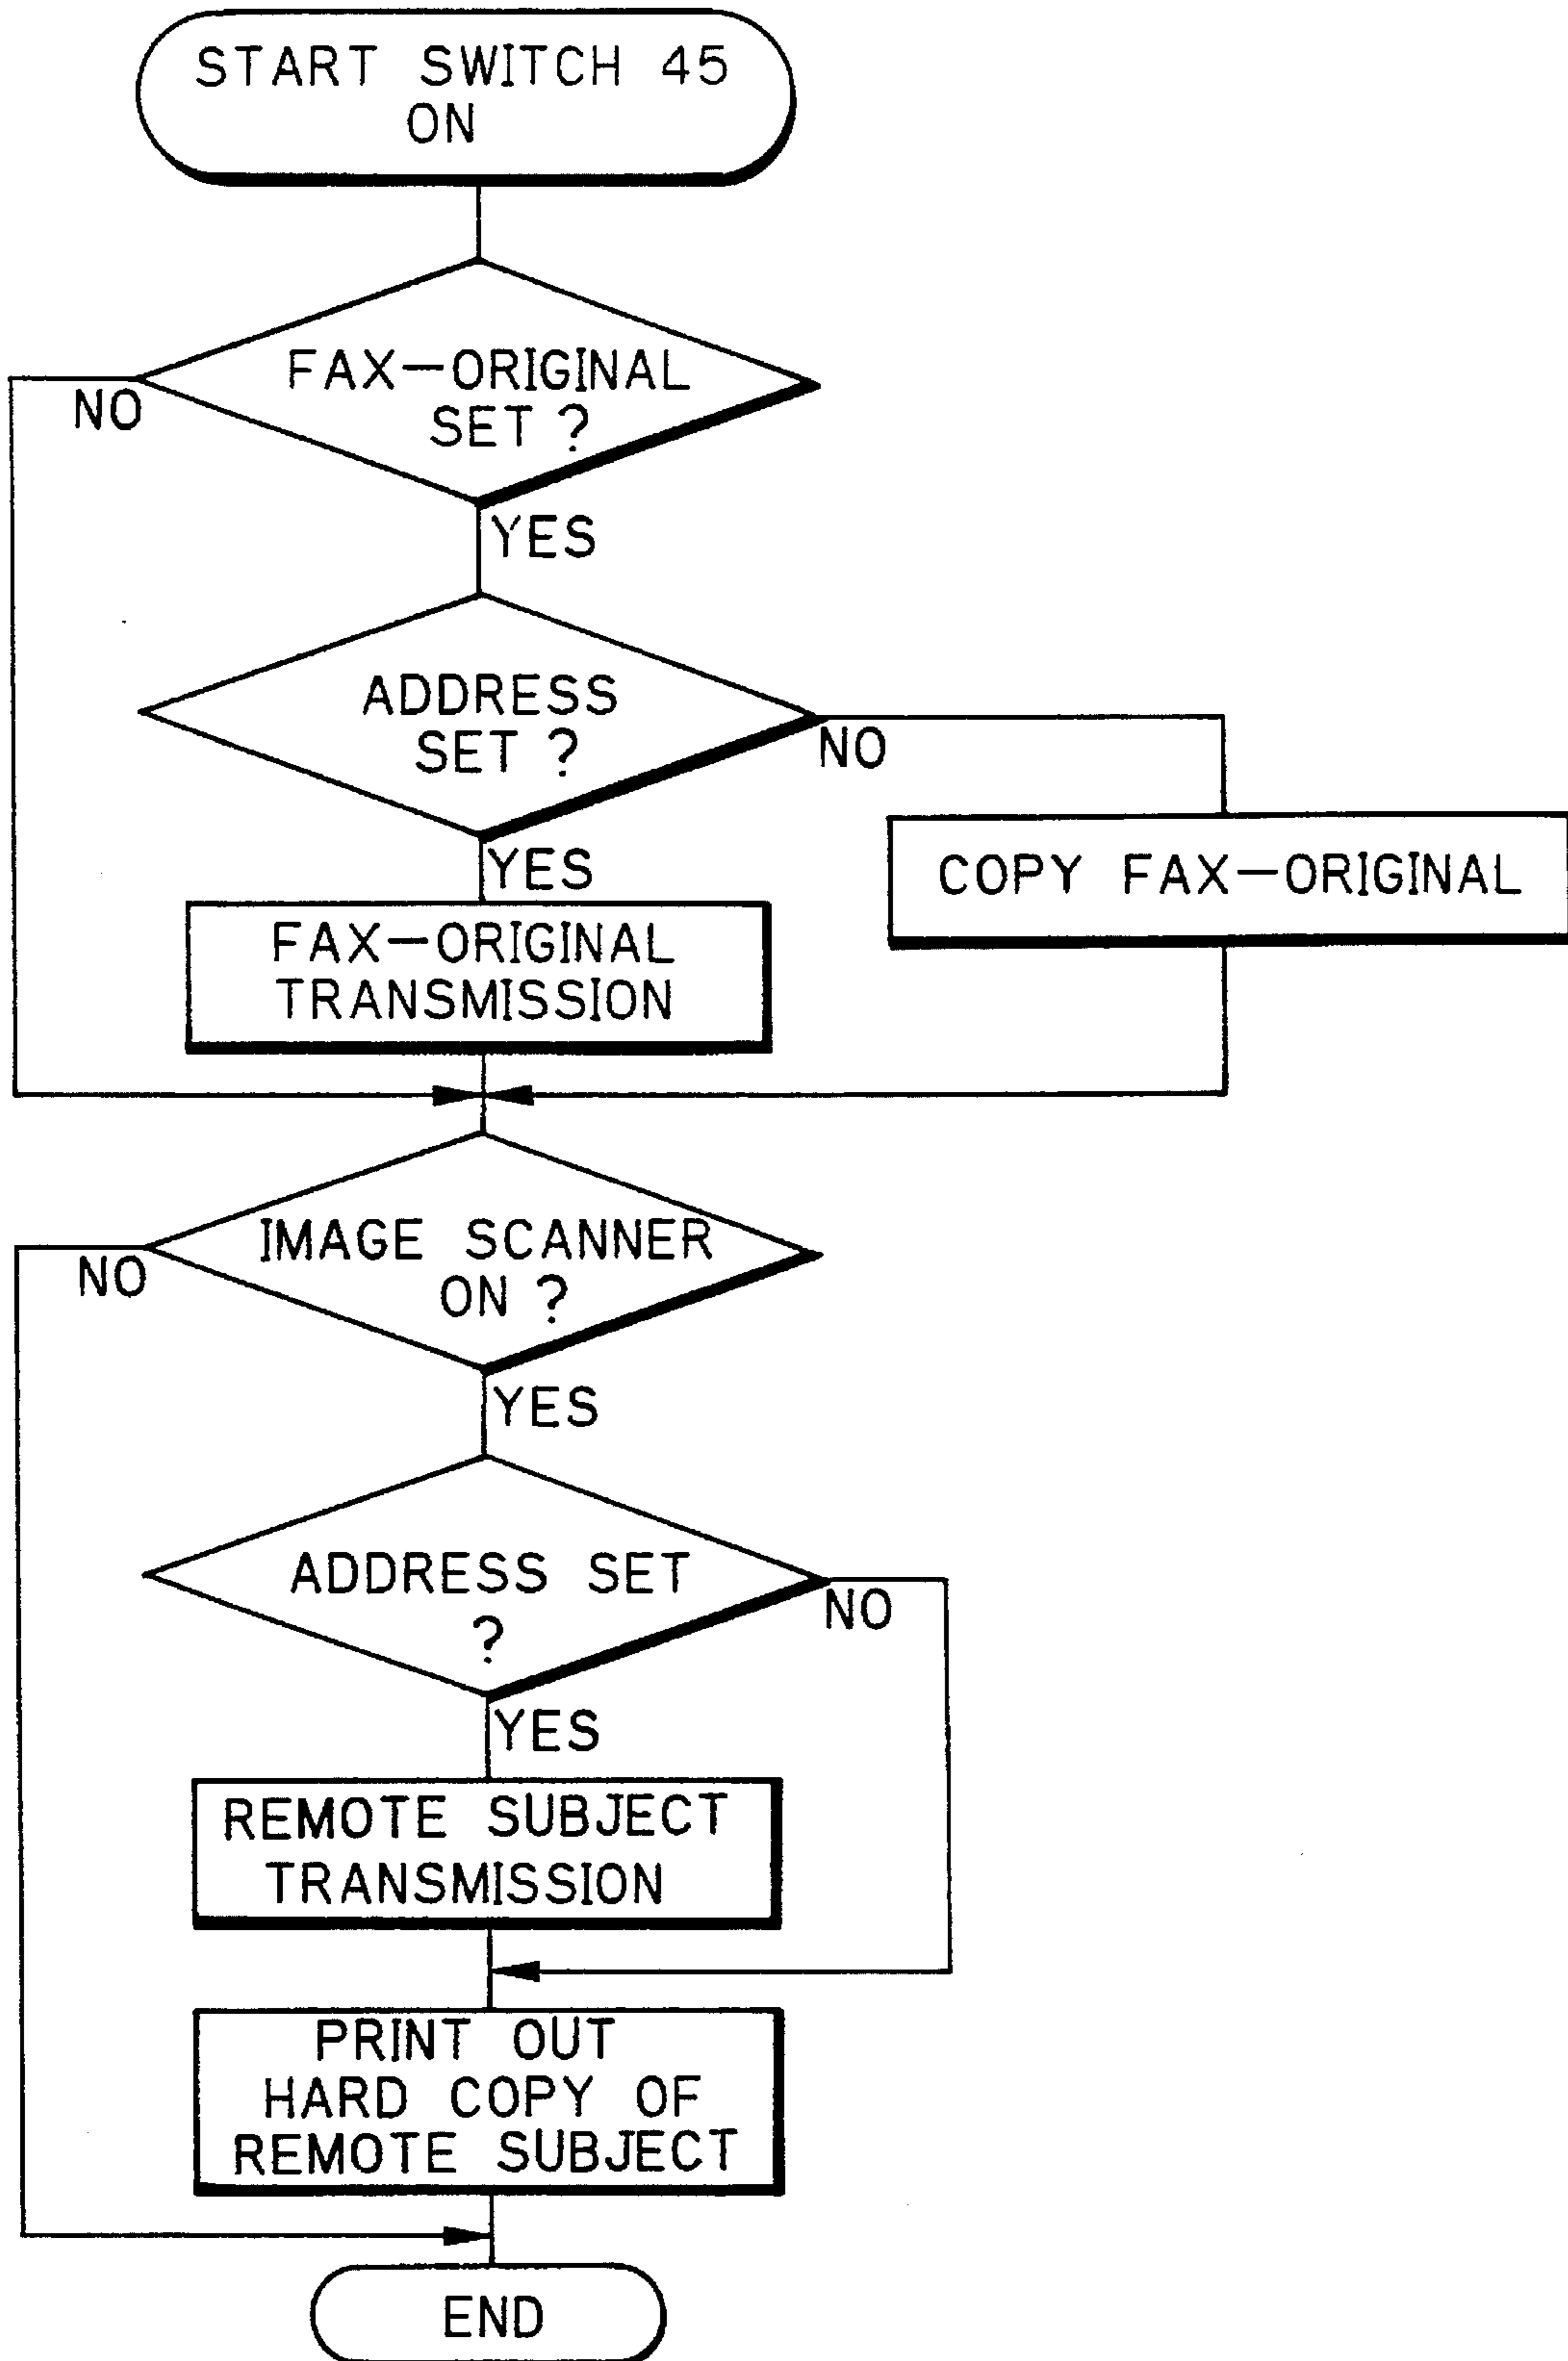 START SWITCH 45
ON
FAX-ORIGINAL
SET ?
NO
YES
ADDRESS
SET ?
NO
YES
COPY FAX-ORIGINAL
FAX-ORIGINAL
TRANSMISSION
IMAGE SCANNER
ON ?
NO
YES
ADDRESS SET
?
NO
YES
REMOTE SUBJECT
TRANSMISSION
PRINT OUT
HARD COPY OF
REMOTE SUBJECT
END